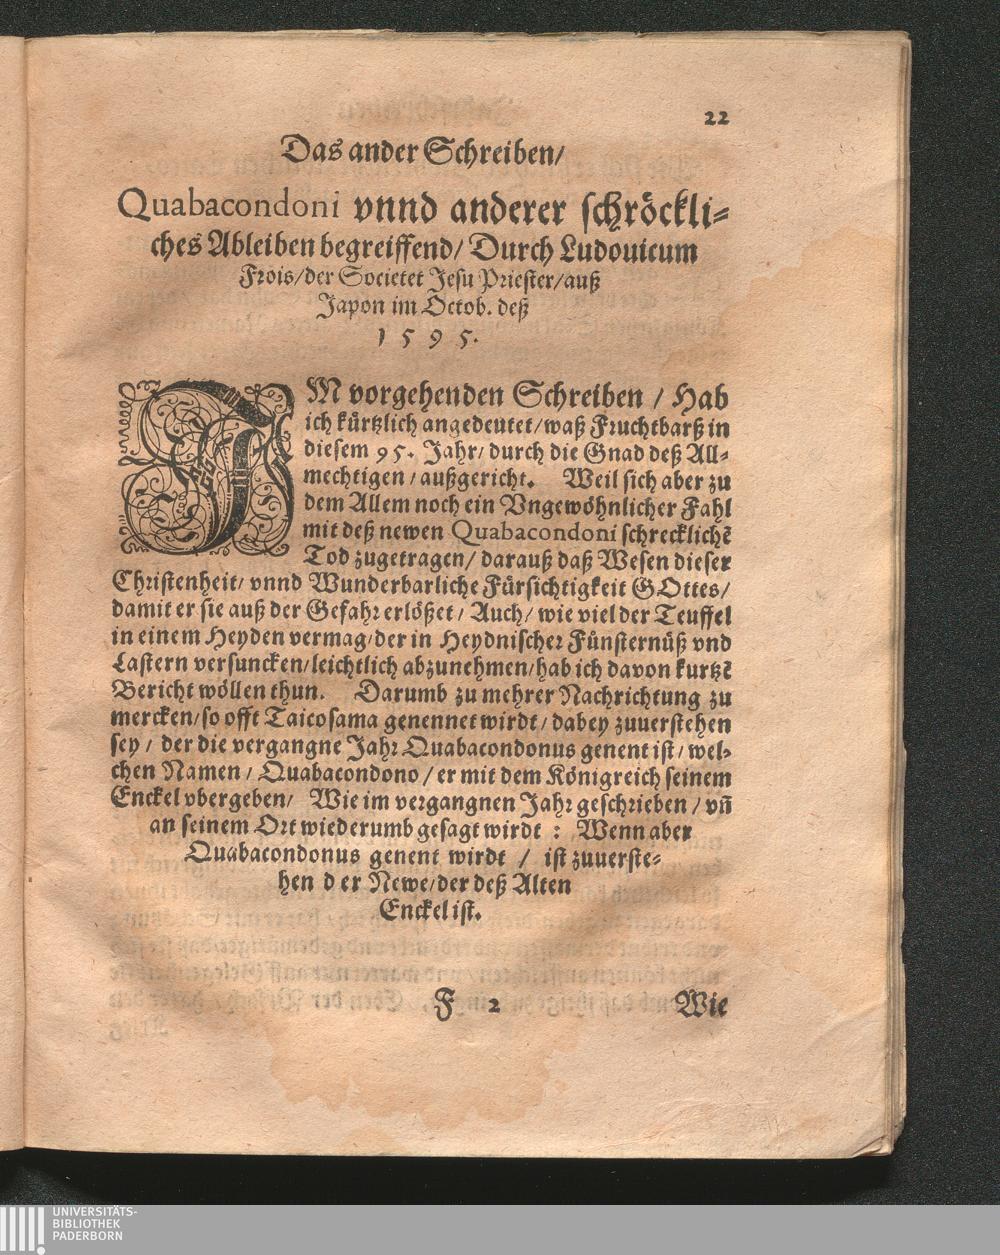 22
Das ander Schreiben/
Quabacondoni vnnd anderer schröckli⸗
ches Ableiben begreiffend/ Durch Ludouicum
Frois/der Societet Jesu Priester/auß
Japon im Octob. deß
1595.
IM vorgehenden Schreiben / Hab
ich kürtzlich angedeutet/waß Fruchtbarß in
diesem 95. Jahr/ durch die Gnad deß All⸗
mechtigen / außgericht. Weil sich aber zu
dem Allem noch ein Vngewöhnlicher Fahl
mit deß newen Quabacondoni schrecklichẽ
Tod zugetragen/ darauß daß Wesen dieser
Christenheit/ vnnd Wunderbarliche Fürsichtigkeit GOttes/
damit er sie auß der Gefahr erlößet/ Auch/ wie viel der Teuffel
in einem Heyden vermag/der in Heydnischer Fünsternüß vnd
Lastern versuncken/leichtlich abzunehmen/hab ich davon kurtzẽ
Bericht wöllen thun. Darumb zu mehrer Nachrichtung zu
mercken/so offt Taicosama genennet wirdt/ dabey zuuerstehen
sey/ der die vergangne Jahr Quabacondonus genent ist/ wel⸗
chen Namen/ Quabacondono/ er mit dem Königreich seinem
Enckel vbergeben/ Wie im vergangnen Jahr geschrieben/ vñ
an seinem Ort wiederumb gesagt wirdt : Wenn aber
Quabacondonus genent wirdt / ist zuuerste⸗
hen d er Newe/der deß Alten
Enckel ist.
F 2 Wie
UNIVERSITÄTS-
BIBLIOTHEK
PADERBORN